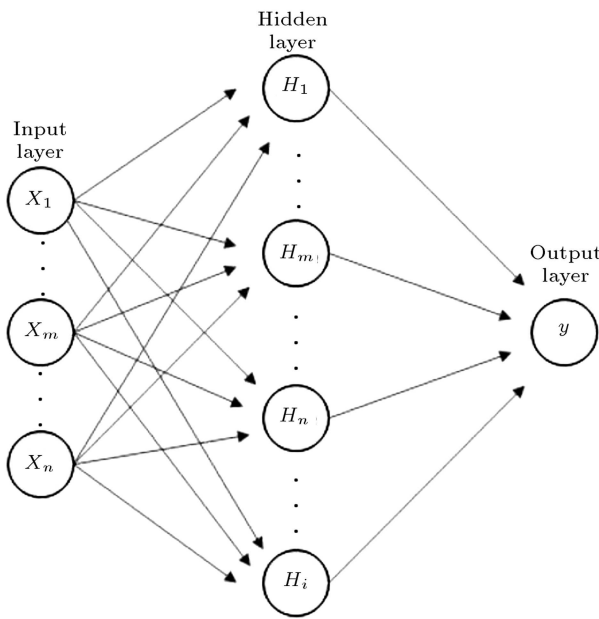 Hidden
layer
H1
Input
layer
X1
Hm
Output
layer
Xm
y
Hn
Xn
Hi